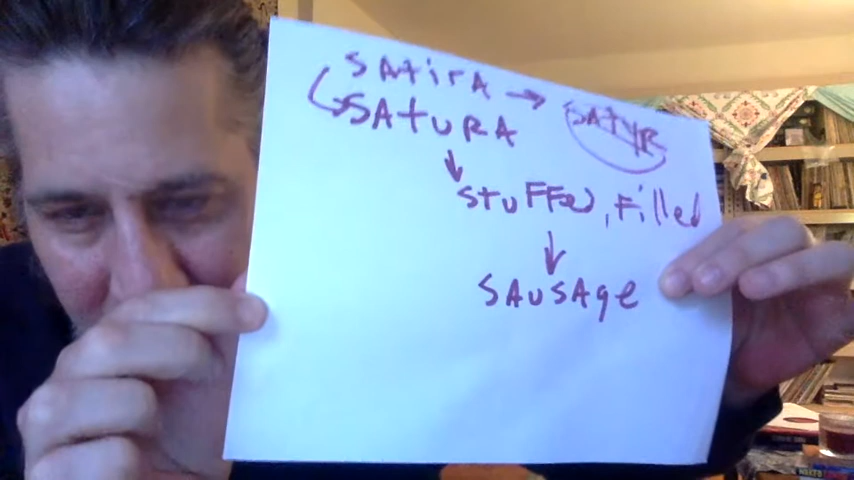 SAtirA → SATYR
SAtURA
StuFFed, Filled
SAUSAge